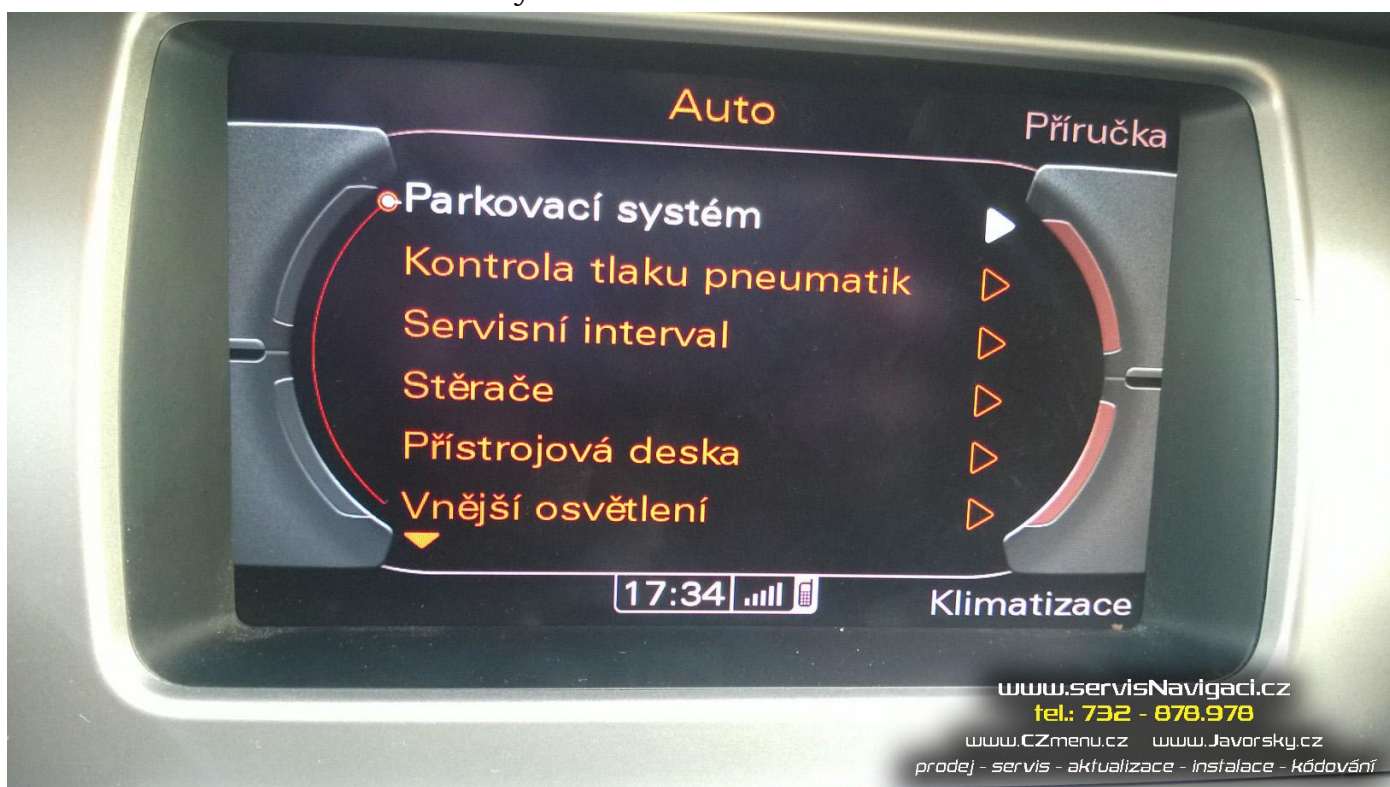 Auto
Příručka
Parkovací systém
Kontrola tlaku pneumatik
Servisní interval
Stěrače
Přístrojová deska
Vnější osvětlení
17:34
Klimatizace
www.servisNavigaci.cz
tel.: 732 - 878.978
www.CZmenu.cz www.Javorsky.cz
prodej - servis - aktualizace - instalace - kódování